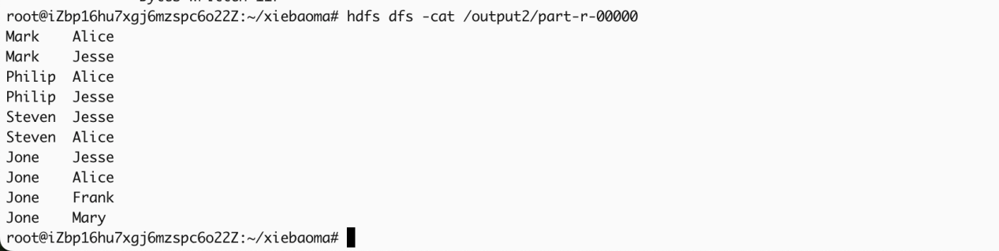 root@iZbp16hu7xgj6mzspc6o22Z:~/xiebaoma# hdfs dfs -cat /output2/part-r-00000
Mark    Alice
Mark    Jesse
Philip  Alice
Philip  Jesse
Steven  Jesse
Steven  Alice
Jone    Jesse
Jone    Alice
Jone    Frank
Jone    Mary
root@iZbp16hu7xgj6mzspc6o22Z:~/xiebaoma#